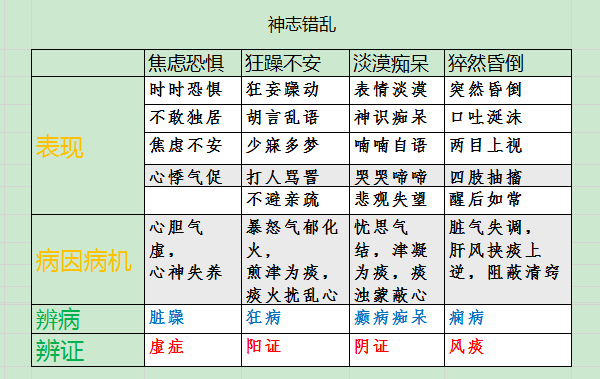 神志错乱
焦虑恐惧 狂躁不安 淡漠痴呆 猝然昏倒
表现
时时恐惧 狂妄躁动 表情淡漠 突然昏倒
不敢独居 胡言乱语 神识痴呆 口吐涎沫
焦虑不安 少寐多梦 喃喃自语 两目上视
心悸气促 打人骂詈 哭哭啼啼 四肢抽搐
不避亲疏 悲观失望 醒后如常
病因病机
心胆气虚，
心神失养
暴怒气郁化火，
煎津为痰，
痰火扰乱心
忧思气结，津凝为痰，痰浊蒙蔽心
脏气失调，肝风挟痰上逆，阻蔽清窍
辨病 脏躁 狂病 癫病痴呆 痫病
辨证 虚症 阳证 阴证 风痰